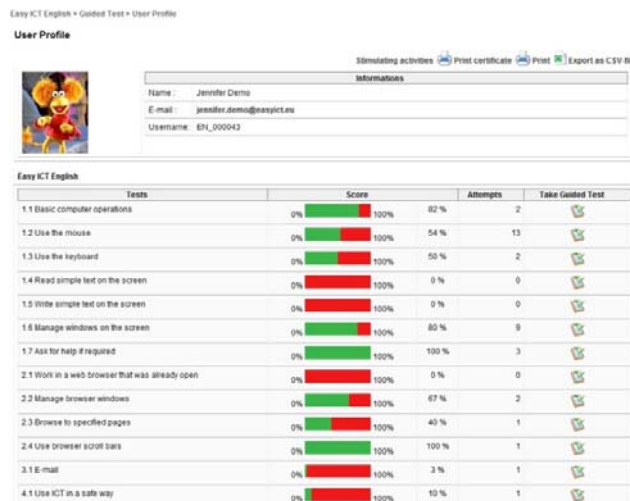 Easy ICT English > Guided Test > User Profile
User Profile
Stimulating activities Print certificate Print Export as CSV-fi
Informations
Name : Jennifer Demo
E-mail : jennifer.demo@easyict.eu
Username: EN_000043
Easy ICT English
Tests Score Attempts Take Guided Test
1.1 Basic computer operations 0% 100% 82 % 2
1.2 Use the mouse 0% 100% 54 % 13
1.3 Use the keyboard 0% 100% 50 % 2
1.4 Read simple text on the screen 0% 100% 0 % 0
1.5 Write simple text on the screen 0% 100% 0 % 0
1.6 Manage windows on the screen 0% 100% 80 % 9
1.7 Ask for help if required 0% 100% 100 % 3
2.1 Work in a web browser that was already open 0% 100% 0 % 0
2.2 Manage browser windows 0% 100% 67 % 2
2.3 Browse to specified pages 0% 100% 40 % 1
2.4 Use browser scroll bars 0% 100% 100 % 1
3.1 E-mail 0% 100% 3 % 1
4.1 Use ICT in a safe way 0% 100% 10 % 1